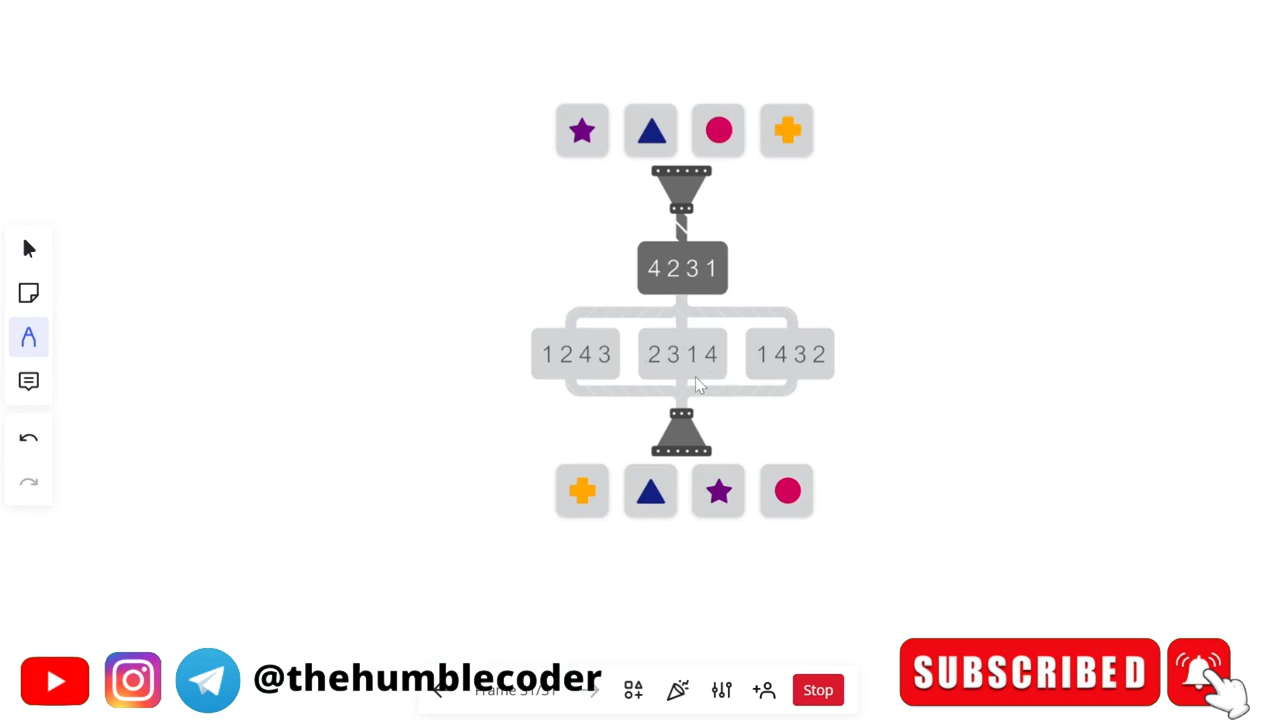 4 2 3 1
1 2 4 3
2 3 1 4
1 4 3 2
@thehumblecoder
Stop
SUBSCRIBED